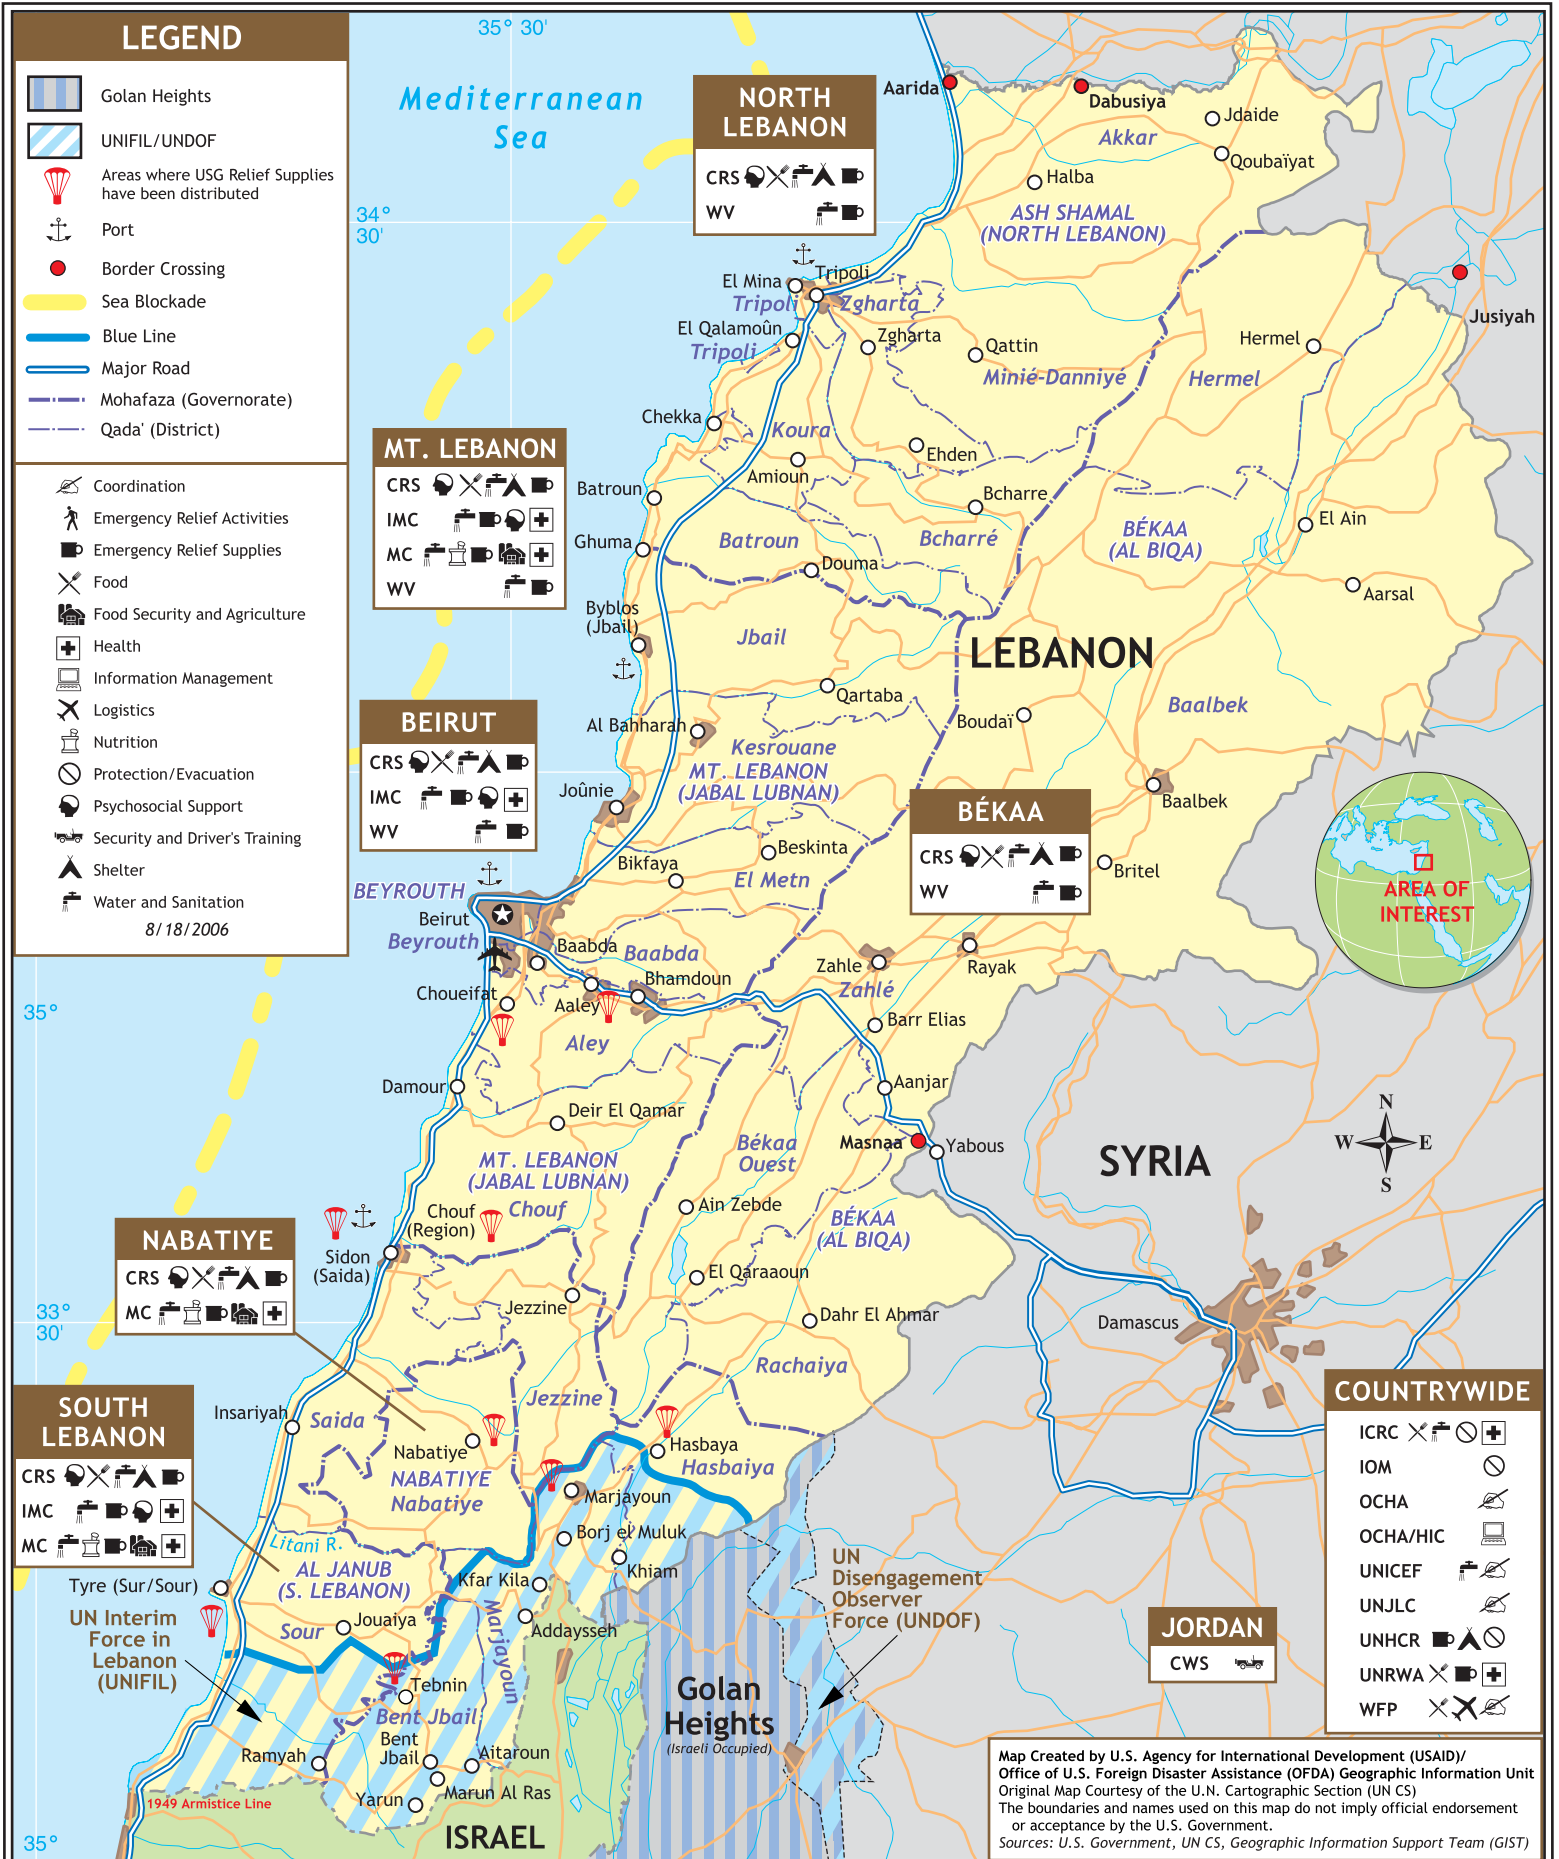 LEGEND
Golan Heights
UNIFIL/UNDOF
Areas where USG Relief Supplies
have been distributed
Port
Border Crossing
Sea Blockade
Blue Line
Major Road
Mohafaza (Governorate)
Qada' (District)
Coordination
Emergency Relief Activities
Emergency Relief Supplies
Food
Food Security and Agriculture
Health
Information Management
Logistics
Nutrition
Protection/Evacuation
Psychosocial Support
Security and Driver's Training
Shelter
Water and Sanitation
8/18/2006
35° 30'
Mediterranean
Sea
34°
30'
NORTH
LEBANON
CRS
WV
Aarida
Dabusiya
Akkar
Jdaide
Qoubaïyat
Halba
ASH SHAMAL
(NORTH LEBANON)
Jusiyah
El Mina
Tripoli
Tripoli
Zgharta
El Qalamoûn
Tripoli
Zgharta
Qattin
Minié-Danniyé
Hermel
Hermel
Chekka
Koura
Amioun
Ehden
Bcharre
Batroun
Ghuma
Batroun
Bcharré
Douma
BÉKAA
(AL BIQA)
El Ain
Aarsal
MT. LEBANON
CRS
IMC
MC
WV
Byblos
(Jbail)
Jbail
LEBANON
Qartaba
Boudaï
Baalbek
Al Bahharah
Kesrouane
MT. LEBANON
(JABAL LUBNAN)
BEIRUT
CRS
IMC
WV
Joûnie
Baalbek
BÉKAA
CRS
WV
Britel
Beskinta
Bikfaya
El Metn
AREA OF
INTEREST
BEYROUTH
Beirut
Beyrouth
Baabda
Baabda
Bhamdoun
Zahle
Zahlé
Rayak
Choueifat
Aaley
Barr Elias
Aley
35°
Damour
Aanjar
Deir El Qamar
Masnaa
Yabous
Békaa
Ouest
MT. LEBANON
(JABAL LUBNAN)
Chouf
Chouf
(Region)
Ain Zebde
BÉKAA
(AL BIQA)
SYRIA
N
W
E
S
NABATIYE
CRS
MC
Sidon
(Saida)
El Qaraaoun
Jezzine
Dahr El Ahmar
Damascus
33°
30'
Rachaiya
Jezzine
SOUTH
LEBANON
CRS
IMC
MC
Insariyah
Saida
Nabatiye
NABATIYE
Nabatiye
Hasbaya
Hasbaiya
Marjayoun
Borj el Muluk
Khiam
Litani R.
AL JANUB
(S. LEBANON)
Kfar Kila
Addaysseh
Marjayoun
Tyre (Sur/Sour)
Jouaiya
Sour
UN Interim
Force in
Lebanon
(UNIFIL)
Tebnin
Bent Jbail
Bent
Jbail
Aitaroun
Ramyah
Marun Al Ras
Yarun
1949 Armistice Line
ISRAEL
35°
Golan
Heights
(Israeli Occupied)
UN
Disengagement
Observer
Force (UNDOF)
JORDAN
CWS
COUNTRYWIDE
ICRC
IOM
OCHA
OCHA/HIC
UNICEF
UNJLC
UNHCR
UNRWA
WFP
Map Created by U.S. Agency for International Development (USAID)/
Office of U.S. Foreign Disaster Assistance (OFDA) Geographic Information Unit
Original Map Courtesy of the U.N. Cartographic Section (UN CS)
The boundaries and names used on this map do not imply official endorsement
or acceptance by the U.S. Government.
Sources: U.S. Government, UN CS, Geographic Information Support Team (GIST)